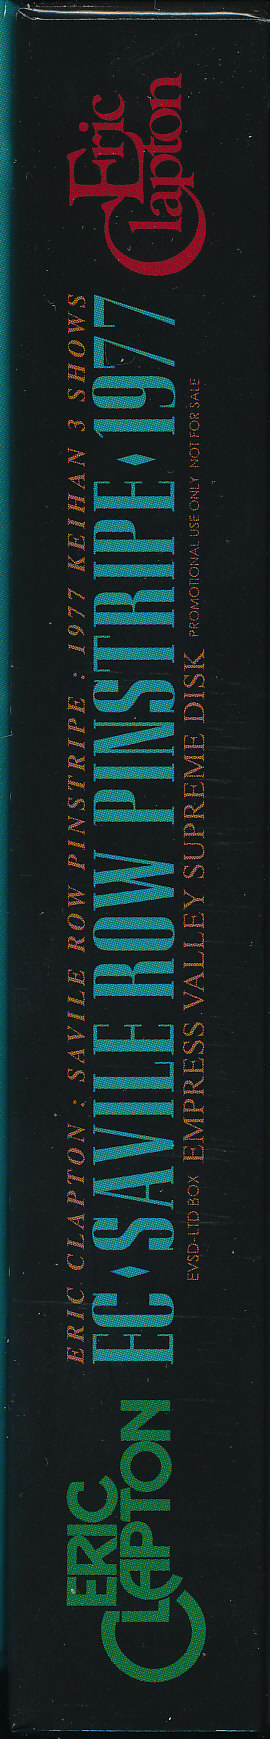 ERIC CLAPTON
ERIC CLAPTON : SAVILE ROW PINSTRIPE : 1977 KEIHAN 3 SHOWS
EC♦SAVILE ROW PINSTRIPE♦1977
EVSD-LTD BOX EMPRESS VALLEY SUPREME DISK PROMOTIONAL USE ONLY NOT FOR SALE
Eric
Clapton